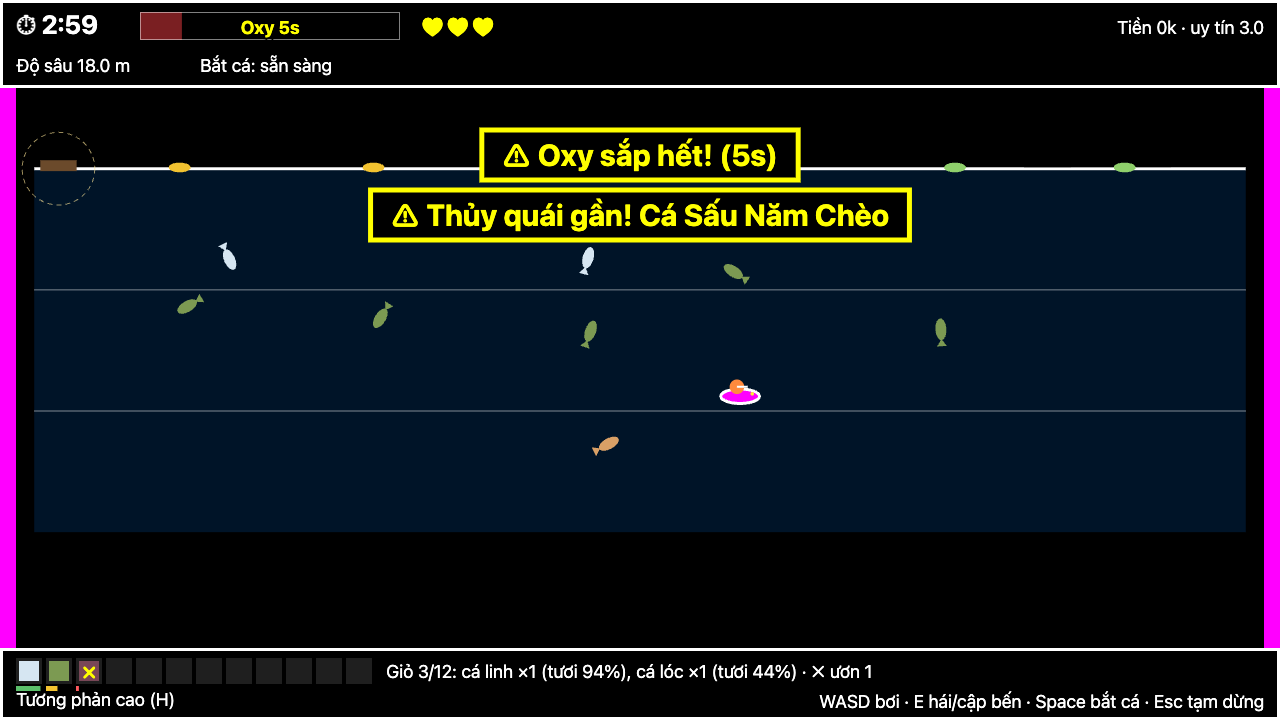 ⏱ 2:59
Oxy 5s
Tiền 0k · uy tín 3.0
Độ sâu 18.0 m
Bắt cá: sẵn sàng
⚠ Oxy sắp hết! (5s)
⚠ Thủy quái gần! Cá Sấu Năm Chèo
Giỏ 3/12: cá linh ×1 (tươi 94%), cá lóc ×1 (tươi 44%) · ✕ ươn 1
Tương phản cao (H)
WASD bơi · E hái/cập bến · Space bắt cá · Esc tạm dừng